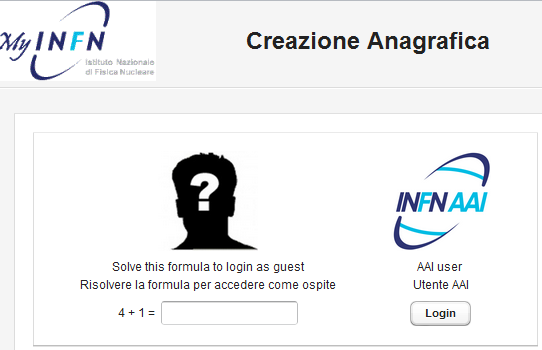 My INFN
Istituto Nazionale
di Fisica Nucleare
Creazione Anagrafica
?
INFN AAI
Solve this formula to login as guest
Risolvere la formula per accedere come ospite
4 + 1 =
AAI user
Utente AAI
Login